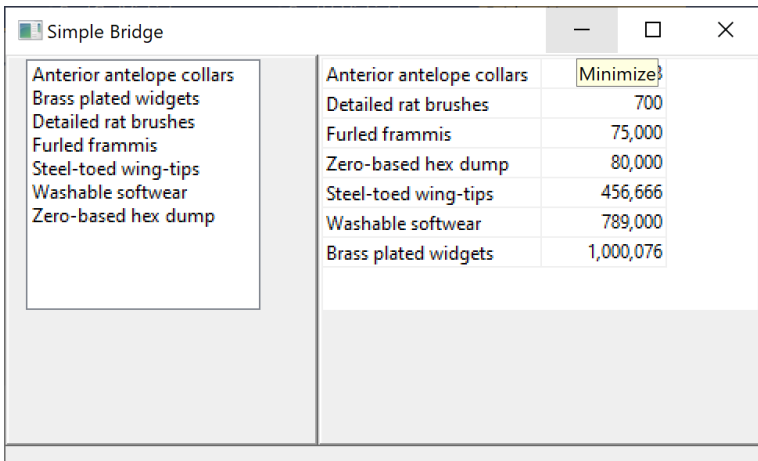 Simple Bridge
Anterior antelope collars
Brass plated widgets
Detailed rat brushes
Furled frammis
Steel-toed wing-tips
Washable softwear
Zero-based hex dump
Anterior antelope collars Minimize
Detailed rat brushes 700
Furled frammis 75,000
Zero-based hex dump 80,000
Steel-toed wing-tips 456,666
Washable softwear 789,000
Brass plated widgets 1,000,076